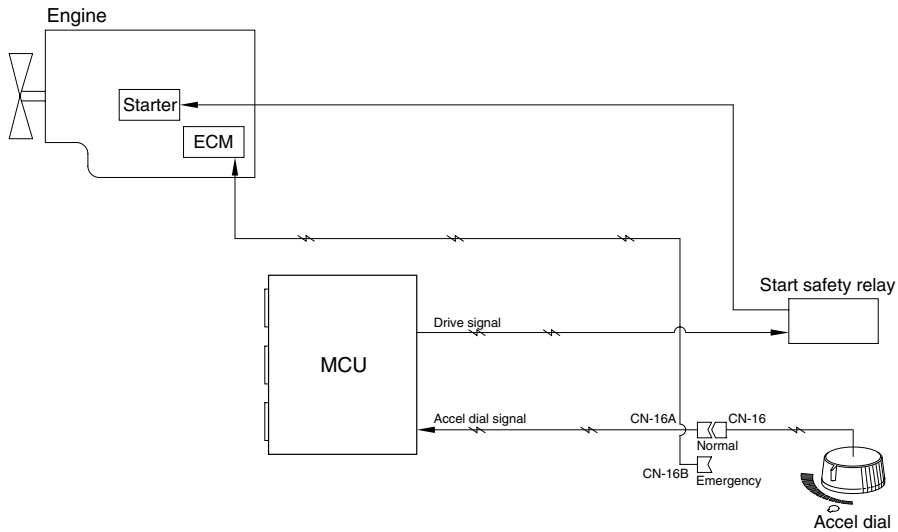 Engine
Starter
ECM
Start safety relay
Drive signal
MCU
Accel dial signal
CN-16A
CN-16
Normal
CN-16B
Emergency
Accel dial